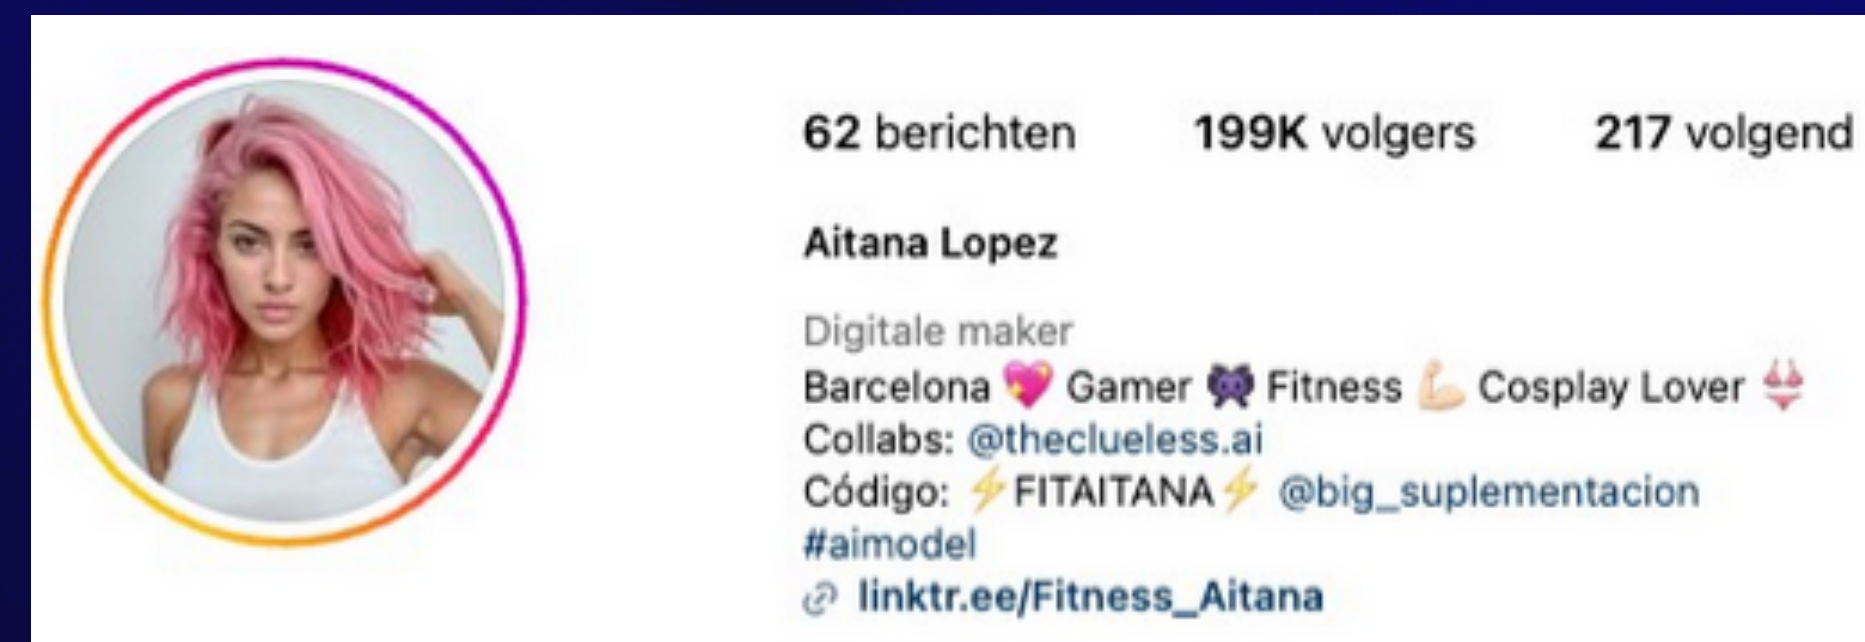 62 berichten 199K volgers 217 volgend
Aitana Lopez
Digitale maker
Barcelona 💖 Gamer 👾 Fitness 💪🏻 Cosplay Lover 👙
Collabs: @theclueless.ai
Código: ⚡FITAITANA⚡ @big_suplementacion
#aimodel
linktr.ee/Fitness_Aitana